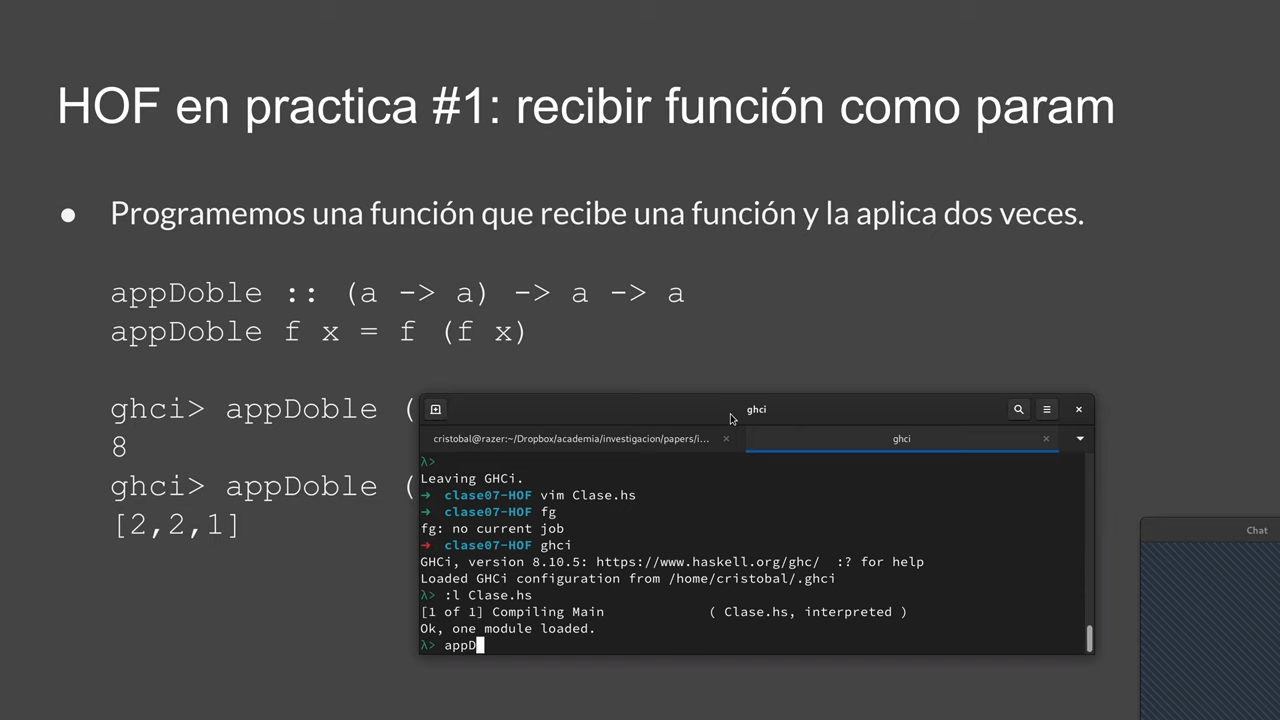 HOF en practica #1: recibir función como param
● Programemos una función que recibe una función y la aplica dos veces.
appDoble :: (a -> a) -> a -> a
appDoble f x = f (f x)
ghci> appDoble (
8
ghci> appDoble (
[2,2,1]
ghci
cristobal@razer:~/Dropbox/academia/investigacion/papers/i... ×
ghci ×
λ>
Leaving GHCi.
➜ clase07-HOF vim Clase.hs
➜ clase07-HOF fg
fg: no current job
➜ clase07-HOF ghci
GHCi, version 8.10.5: https://www.haskell.org/ghc/ :? for help
Loaded GHCi configuration from /home/cristobal/.ghci
λ> :l Clase.hs
[1 of 1] Compiling Main ( Clase.hs, interpreted )
Ok, one module loaded.
λ> appD
Chat